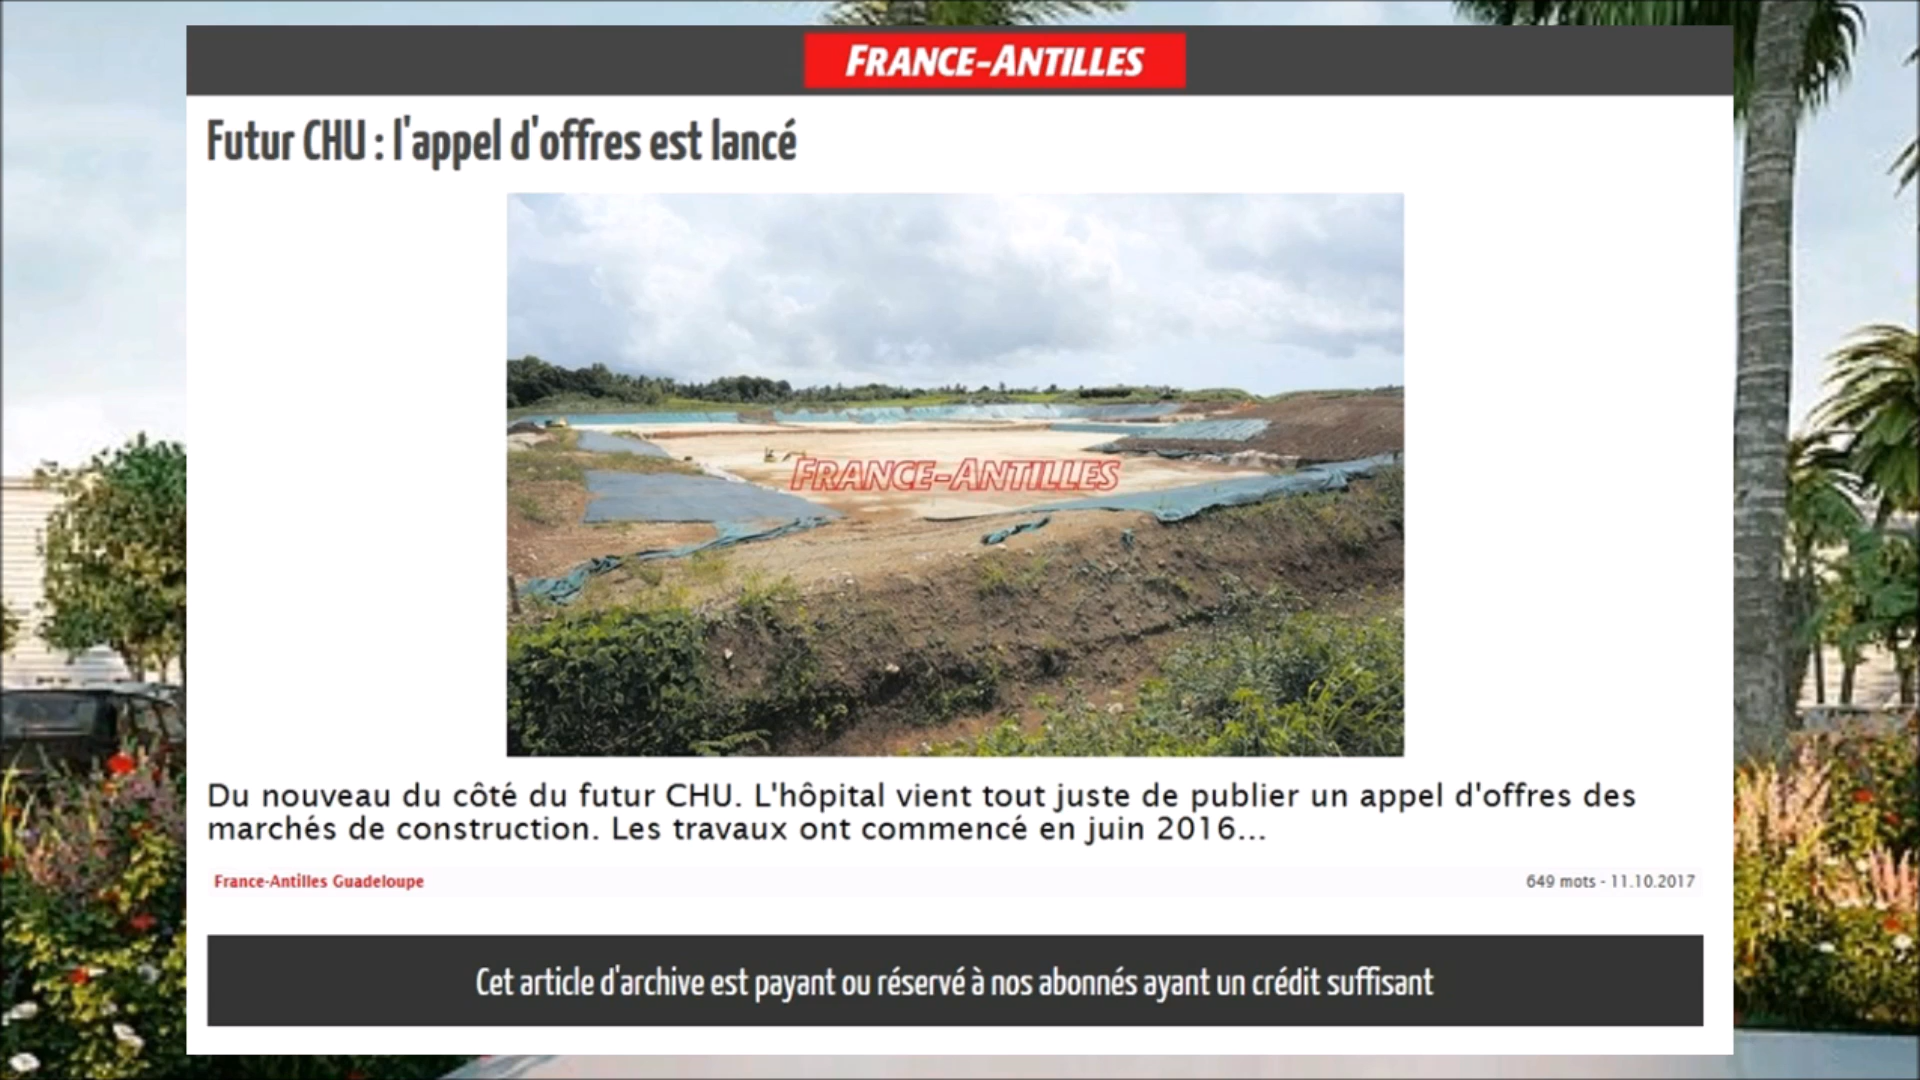 FRANCE-ANTILLES
Futur CHU : l'appel d'offres est lancé
FRANCE-ANTILLES
Du nouveau du côté du futur CHU. L'hôpital vient tout juste de publier un appel d'offres des
marchés de construction. Les travaux ont commencé en juin 2016...
France-Antilles Guadeloupe
649 mots - 11.10.2017
Cet article d'archive est payant ou réservé à nos abonnés ayant un crédit suffisant